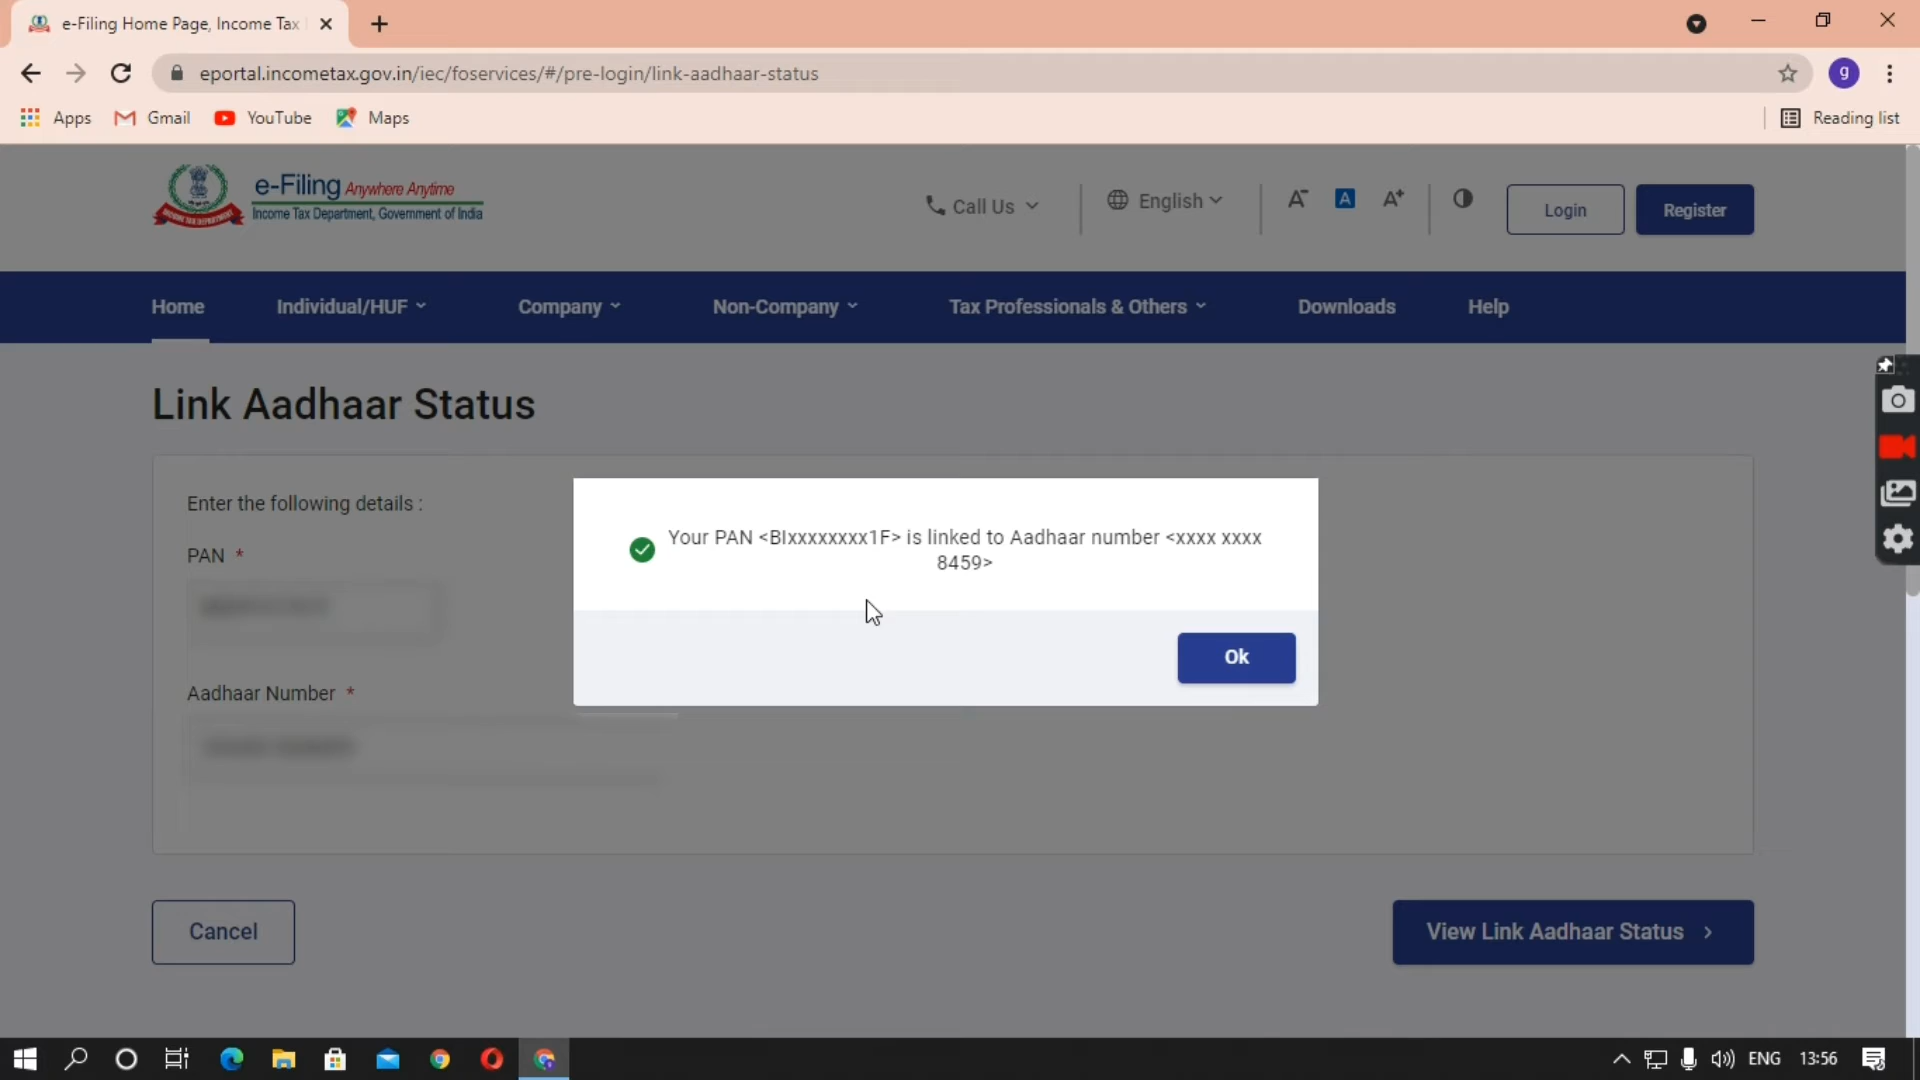 e-Filing Home Page, Income Tax
eportal.incometax.gov.in/iec/foservices/#/pre-login/link-aadhaar-status
g
Apps
Gmail
YouTube
Maps
Reading list
e-Filing Anywhere Anytime
Income Tax Department, Government of India
INCOME TAX DEPARTMENT
Call Us
English
A-
A
A+
Login
Register
Home
Individual/HUF
Company
Non-Company
Tax Professionals & Others
Downloads
Help
Link Aadhaar Status
Enter the following details :
PAN *
Your PAN <BIxxxxxxxx1F> is linked to Aadhaar number <xxxx xxxx
8459>
Ok
Aadhaar Number *
Cancel
View Link Aadhaar Status >
ENG
13:56